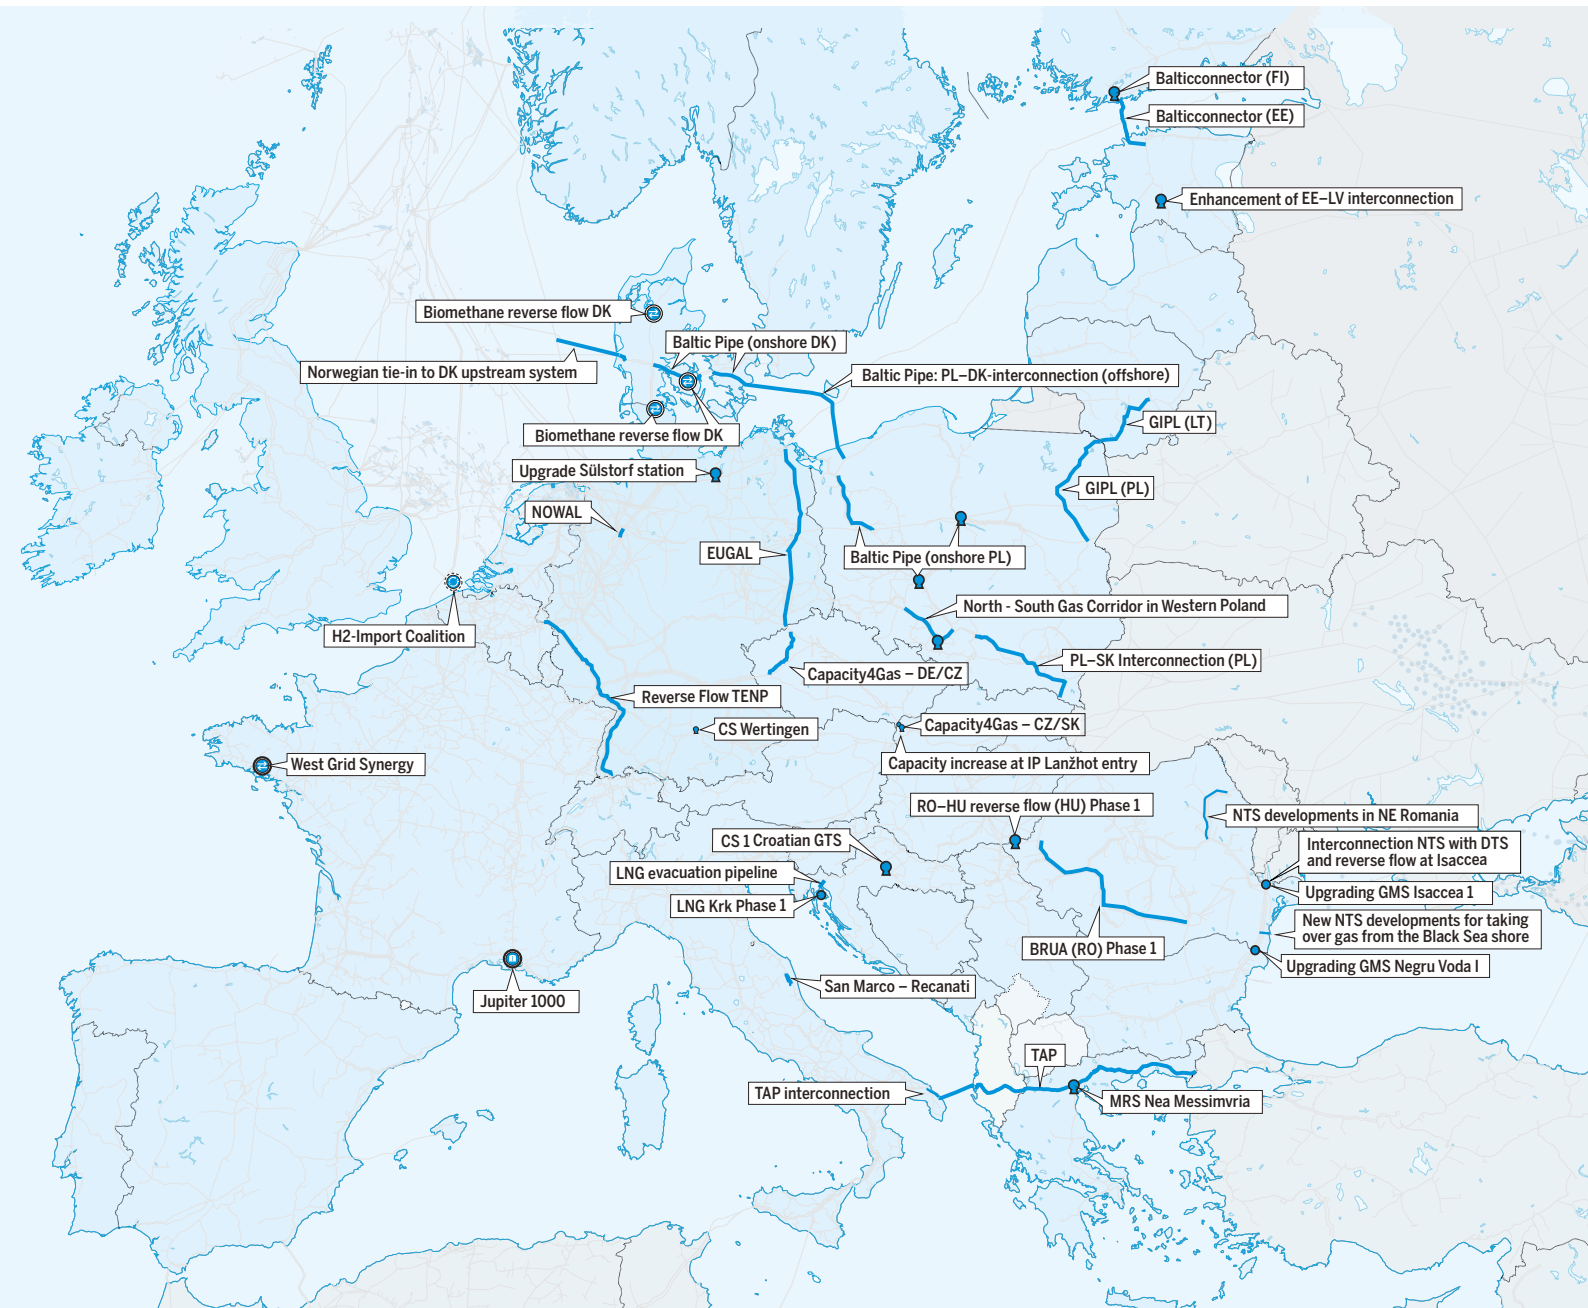 Balticconnector (FI)
Balticconnector (EE)
Enhancement of EE–LV interconnection
Biomethane reverse flow DK
Baltic Pipe (onshore DK)
Norwegian tie-in to DK upstream system
Baltic Pipe: PL–DK-interconnection (offshore)
GIPL (LT)
Biomethane reverse flow DK
Upgrade Sülstorf station
GIPL (PL)
NOWAL
EUGAL
Baltic Pipe (onshore PL)
North - South Gas Corridor in Western Poland
H2-Import Coalition
PL–SK Interconnection (PL)
Capacity4Gas – DE/CZ
Reverse Flow TENP
CS Wertingen
Capacity4Gas – CZ/SK
West Grid Synergy
Capacity increase at IP Lanžhot entry
RO–HU reverse flow (HU) Phase 1
NTS developments in NE Romania
CS 1 Croatian GTS
Interconnection NTS with DTS
and reverse flow at Isaccea
LNG evacuation pipeline
Upgrading GMS Isaccea 1
LNG Krk Phase 1
New NTS developments for taking
over gas from the Black Sea shore
BRUA (RO) Phase 1
Upgrading GMS Negru Voda I
San Marco – Recanati
Jupiter 1000
TAP
TAP interconnection
MRS Nea Messimvria